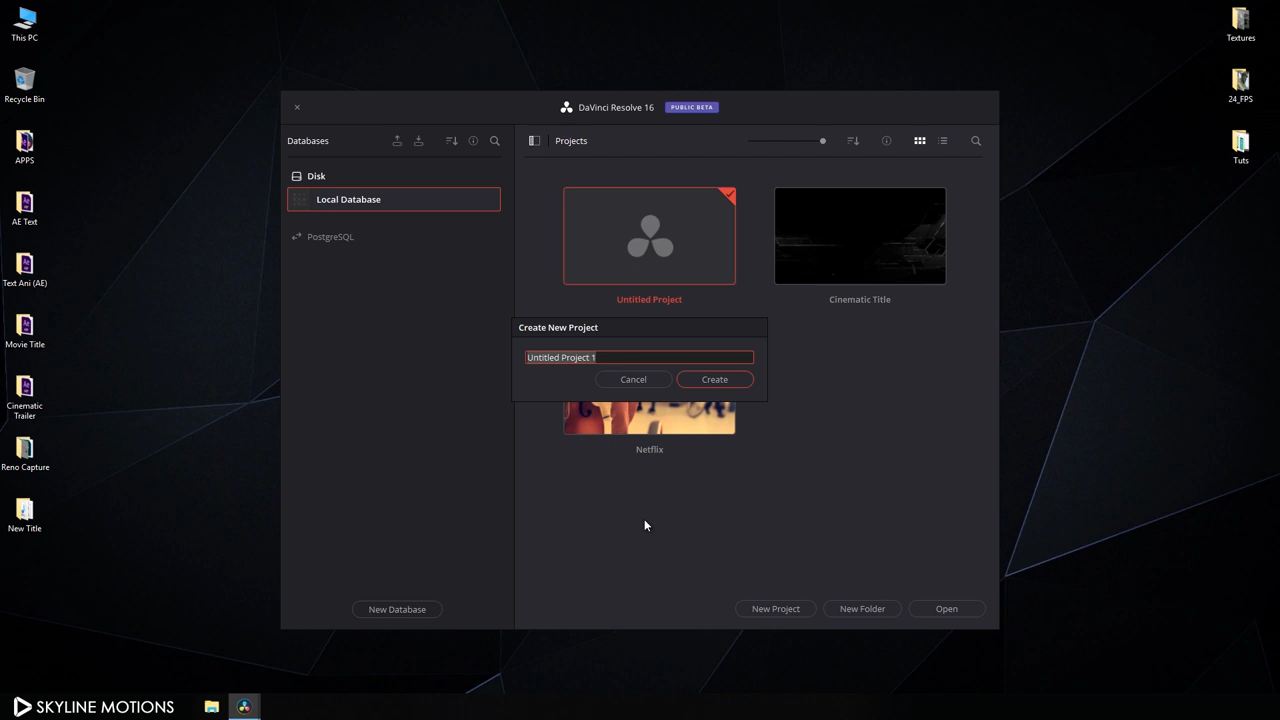 This PC
Recycle Bin
APPS
AE Text
Text Ani (AE)
Movie Title
Cinematic
Trailer
Reno Capture
New Title
Textures
24_FPS
Tuts
DaVinci Resolve 16 PUBLIC BETA
Databases
Disk
Local Database
PostgreSQL
New Database
Projects
Untitled Project
Cinematic Title
Create New Project
Untitled Project 1
Cancel Create
Netflix
New Project New Folder Open
SKYLINE MOTIONS